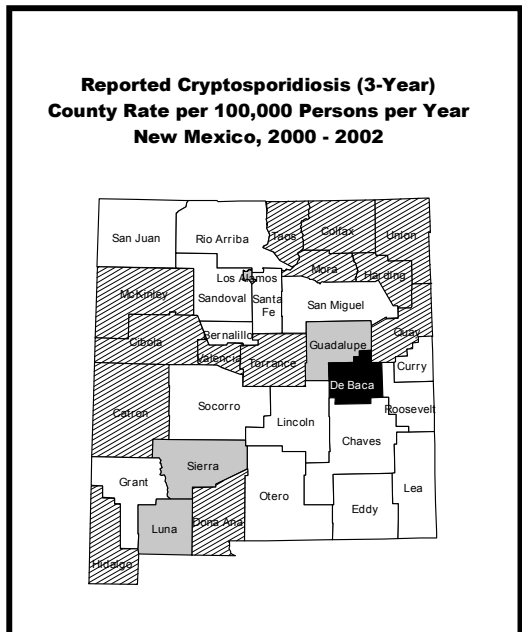 Reported Cryptosporidiosis (3-Year)
County Rate per 100,000 Persons per Year
New Mexico, 2000 - 2002
San Juan
Rio Arriba
Taos
Colfax
Union
Mora
Harding
Los Alamos
McKinley
Sandoval
Santa
Fe
San Miguel
Bernalillo
Quay
Cibola
Guadalupe
Valencia
Torrance
Curry
De Baca
Catron
Socorro
Roosevelt
Lincoln
Chaves
Sierra
Grant
Otero
Lea
Eddy
Luna
Dona Ana
Hidalgo